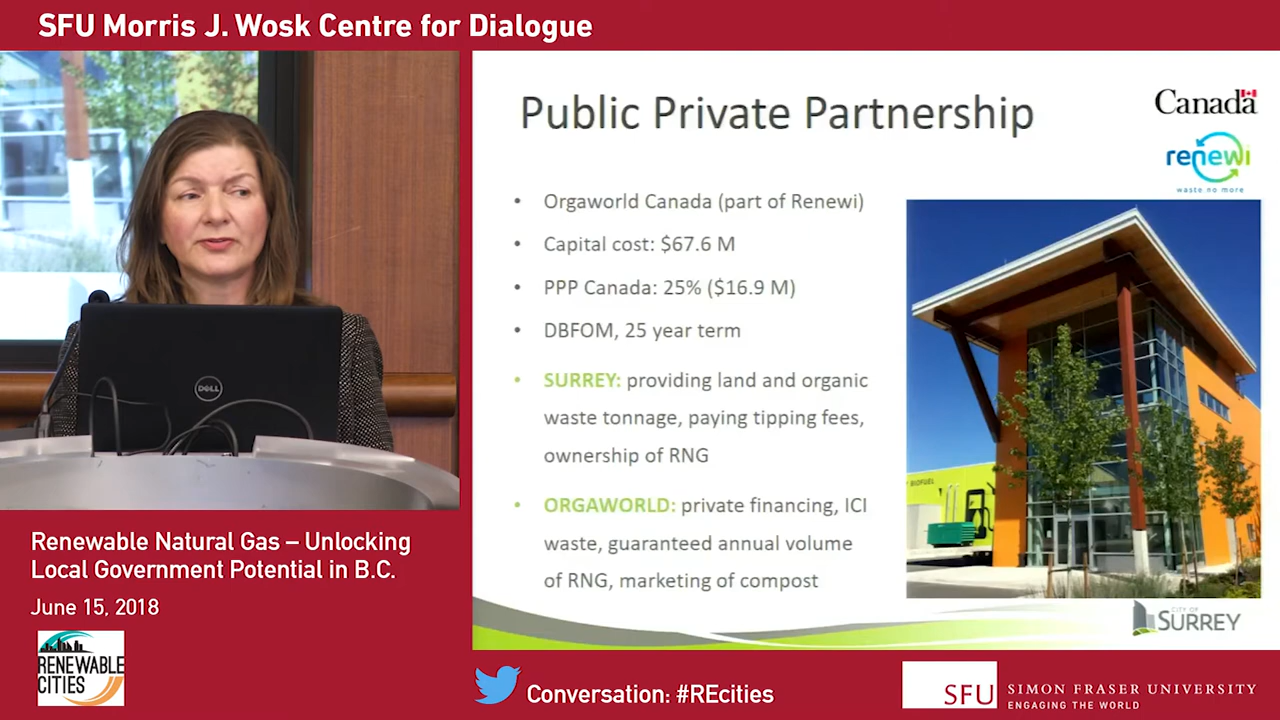 SFU Morris J. Wosk Centre for Dialogue
DELL
Renewable Natural Gas – Unlocking
Local Government Potential in B.C.
June 15, 2018
RENEWABLE
CITIES
Public Private Partnership
Canada
renewi
waste no more
• Orgaworld Canada (part of Renewi)
• Capital cost: $67.6 M
• PPP Canada: 25% ($16.9 M)
• DBFOM, 25 year term
• SURREY: providing land and organic
waste tonnage, paying tipping fees,
ownership of RNG
• ORGAWORLD: private financing, ICI
waste, guaranteed annual volume
of RNG, marketing of compost
BIOFUEL
CITY OF
SURREY
Conversation: #REcities
SFU
SIMON FRASER UNIVERSITY
ENGAGING THE WORLD